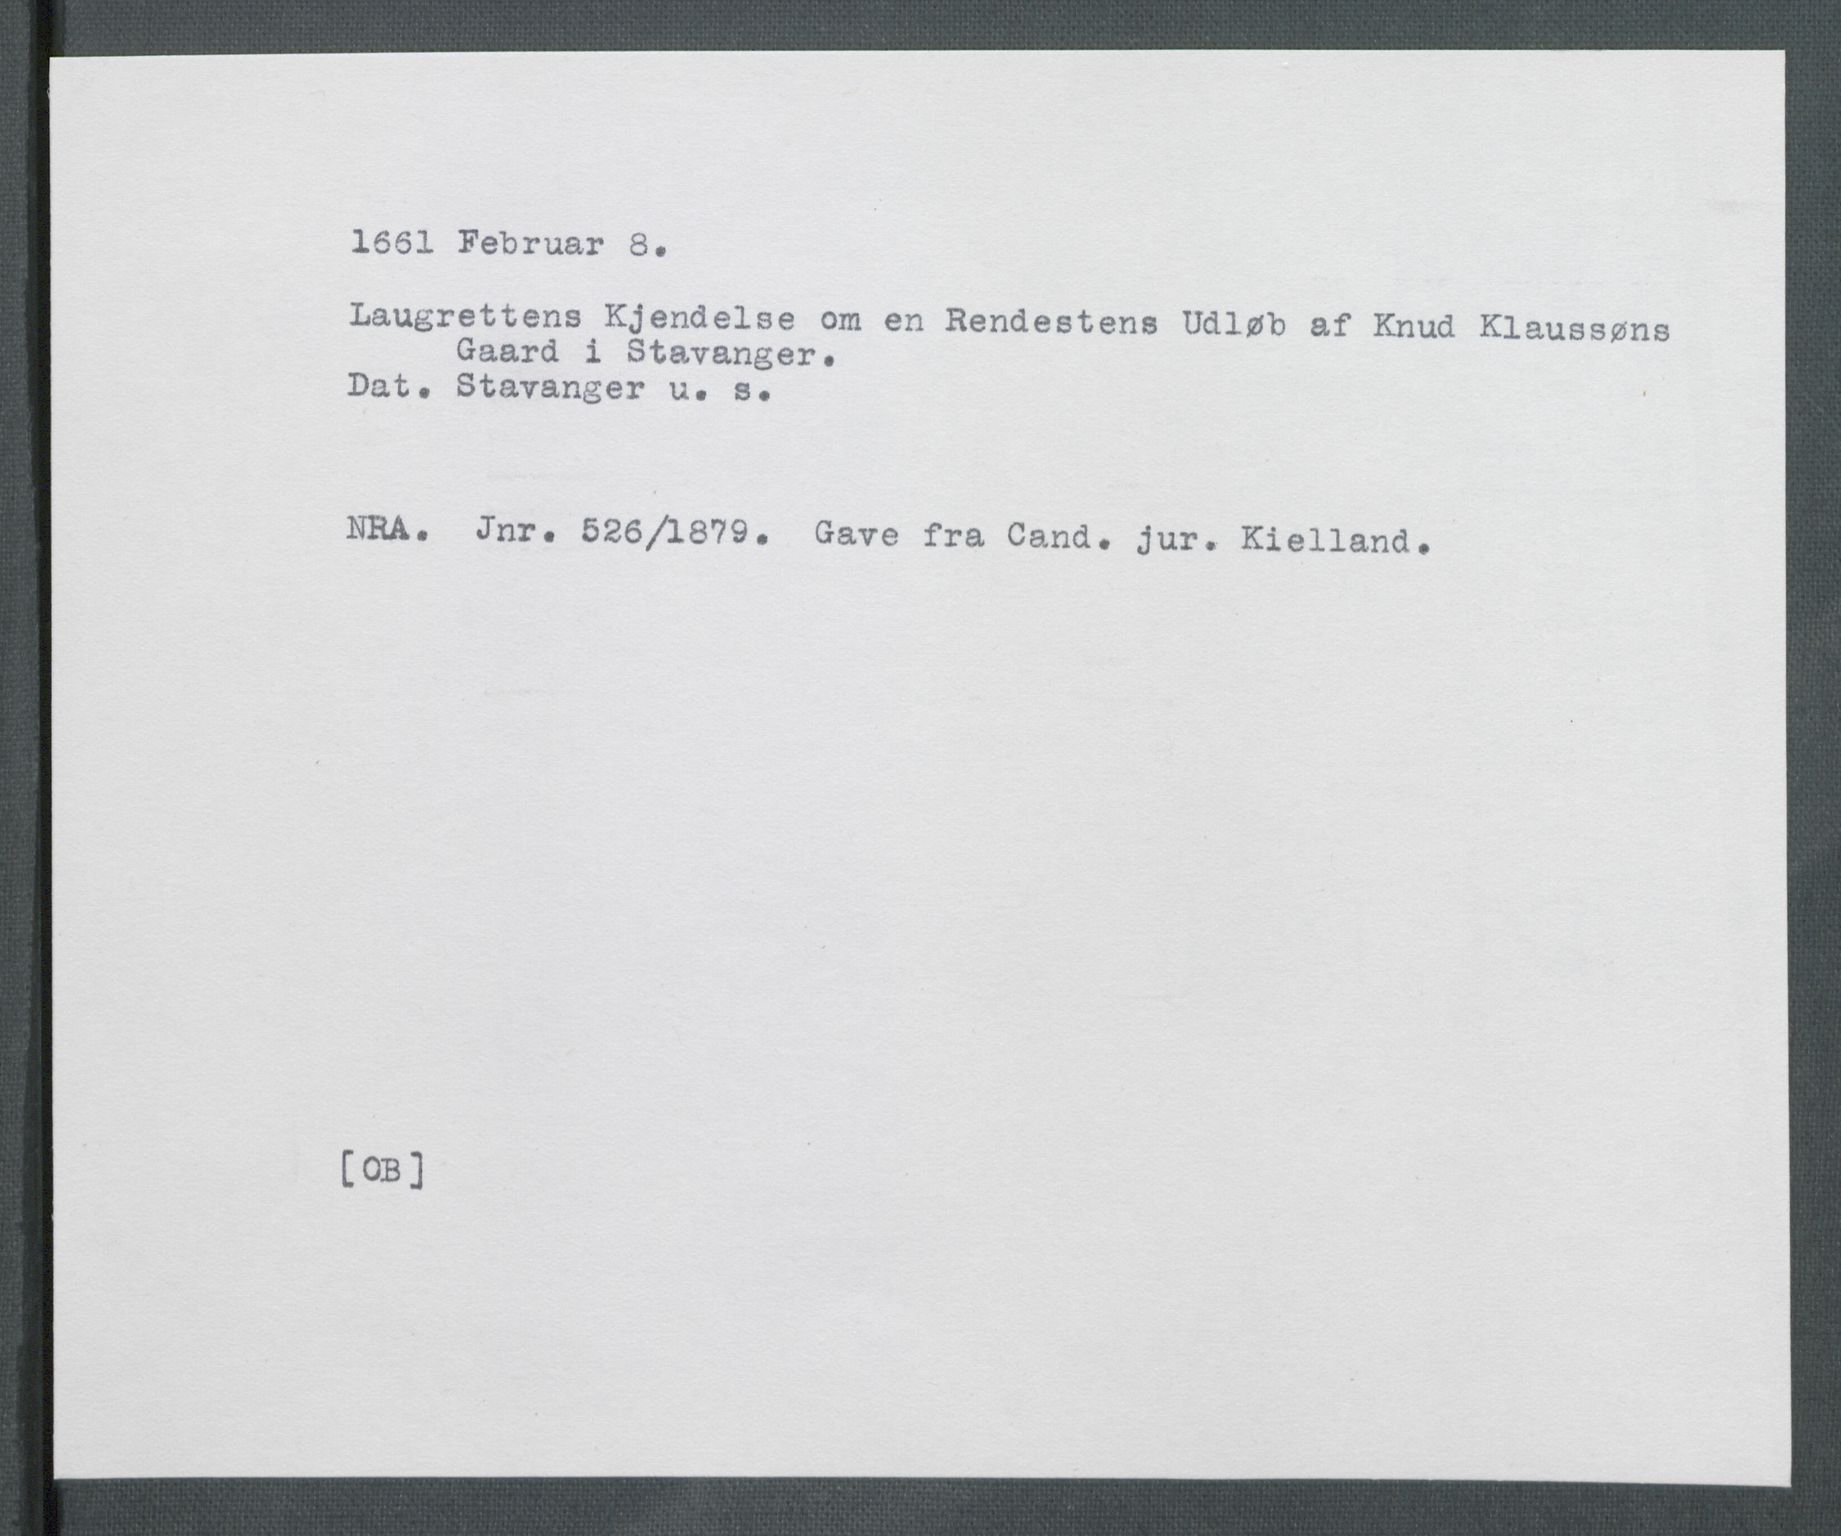 1661 Februar 8.
Laugrettens Kjendelse om en Rendestens Udløb af Knud Klaussøns
Gaard i Stavanger.
Dat. Stavanger u. s.
NRA. Jnr. 526/1879. Gave fra Cand. jur. Kielland.
[OB]